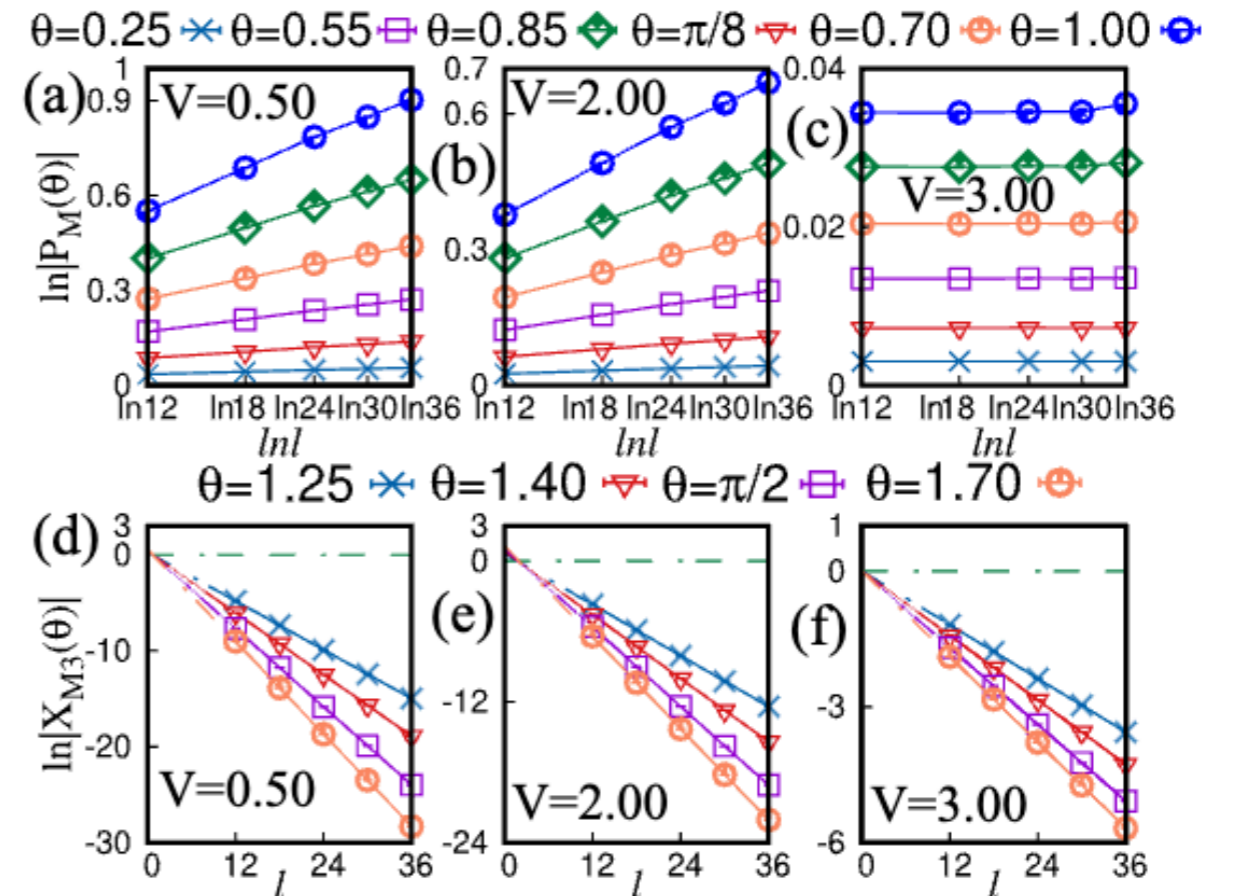 θ=0.25 θ=0.55 θ=0.85 θ=π/8 θ=0.70 θ=1.00
(a) V=0.50
(b) V=2.00
(c) V=3.00
ln|P_M(θ)|
1
0.9
0.6
0.3
0
0.7
0.6
0.3
0
0.04
0.02
0
ln12 ln18 ln24 ln30 ln36
ln12 ln18 ln24 ln30 ln36
ln12 ln18 ln24 ln30 ln36
lnl lnl lnl
θ=1.25 θ=1.40 θ=π/2 θ=1.70
(d) V=0.50
(e) V=2.00
(f) V=3.00
ln|X_M3(θ)|
3
0
-10
-20
-30
3
0
-12
-24
1
0
-3
-6
0 12 24 36
0 12 24 36
0 12 24 36
l l l